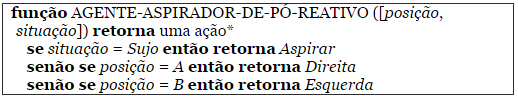 função AGENTE-ASPIRADOR-DE-PÓ-REATIVO ([posição,
situação]) retorna uma ação*
se situação = Sujo então retorna Aspirar
senão se posição = A então retorna Direita
senão se posição = B então retorna Esquerda